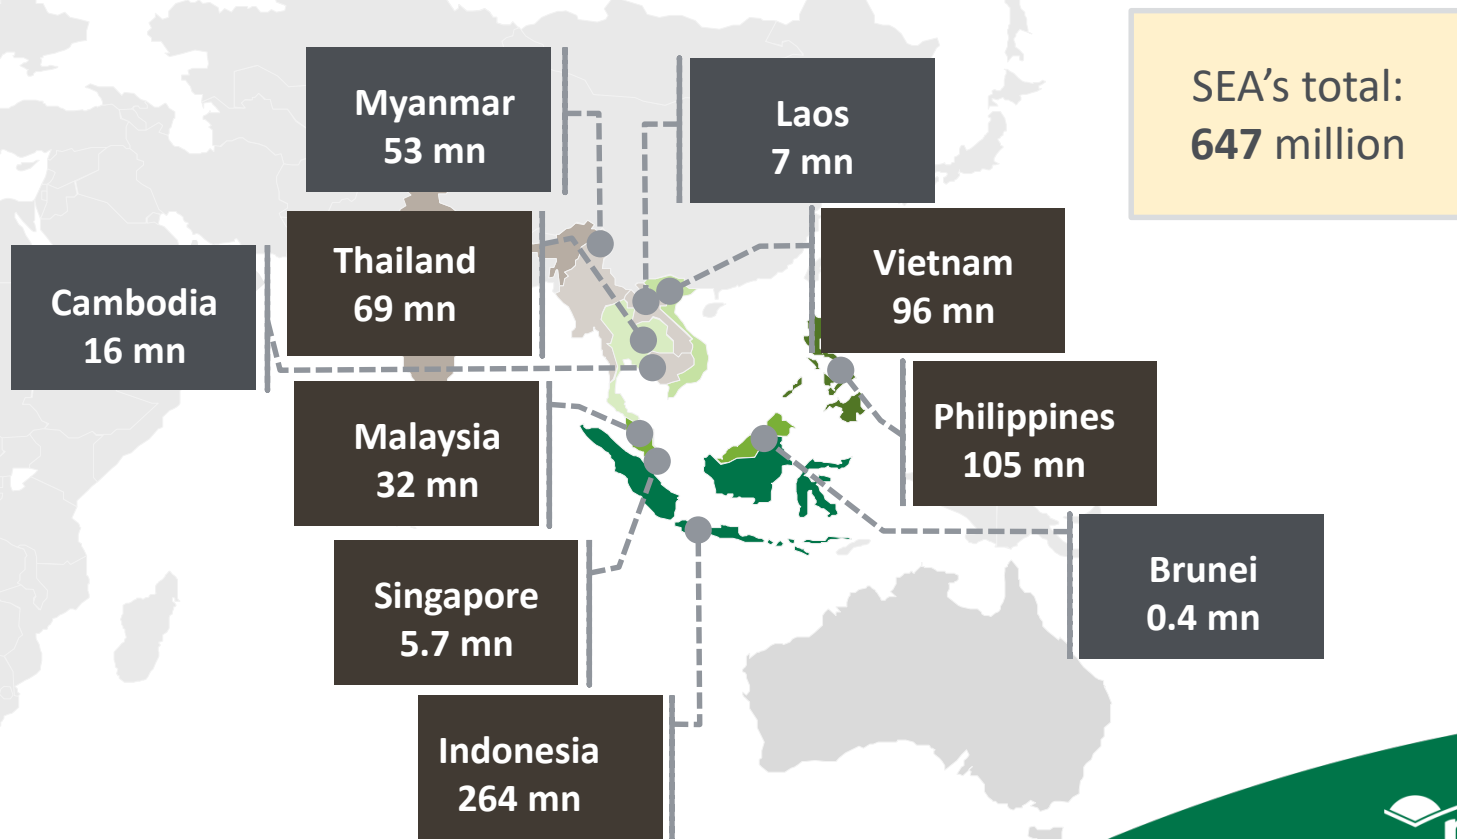 SEA's total:
647 million
Myanmar
53 mn
Laos
7 mn
Thailand
69 mn
Vietnam
96 mn
Cambodia
16 mn
Malaysia
32 mn
Philippines
105 mn
Singapore
5.7 mn
Brunei
0.4 mn
Indonesia
264 mn